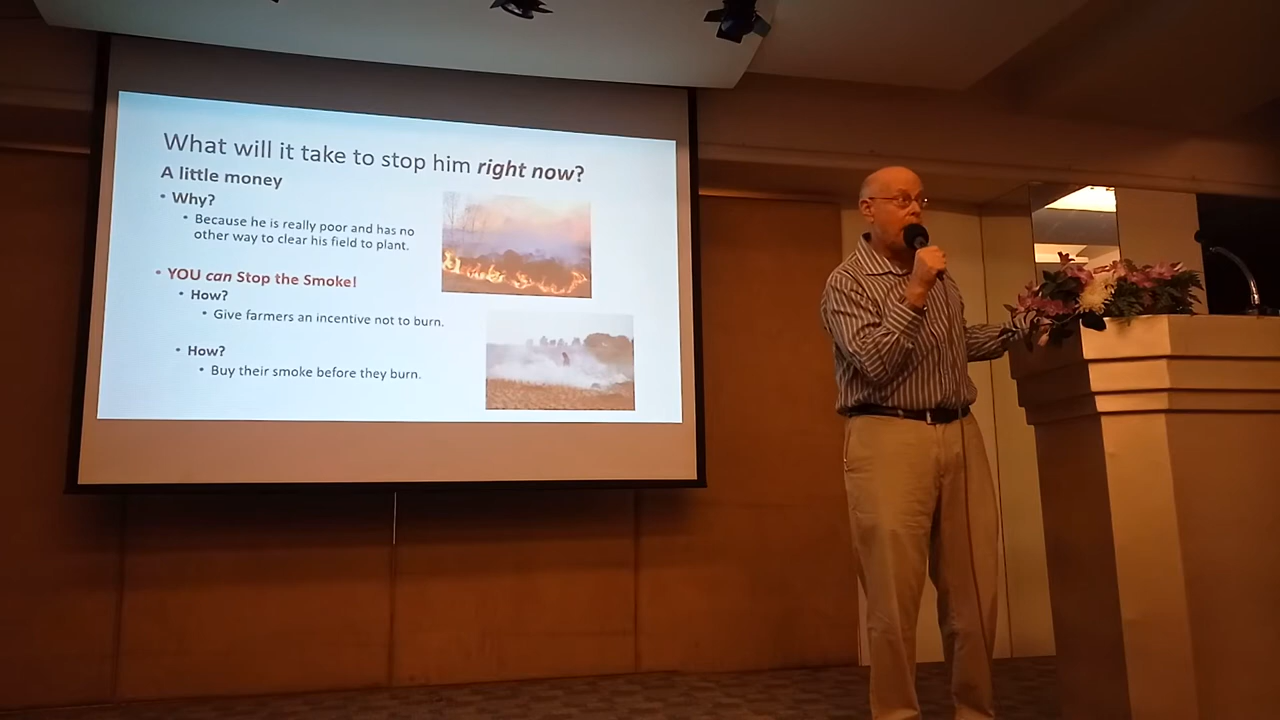 What will it take to stop him right now?
A little money
• Why?
• Because he is really poor and has no
other way to clear his field to plant.
• YOU can Stop the Smoke!
• How?
• Give farmers an incentive not to burn.
• How?
• Buy their smoke before they burn.